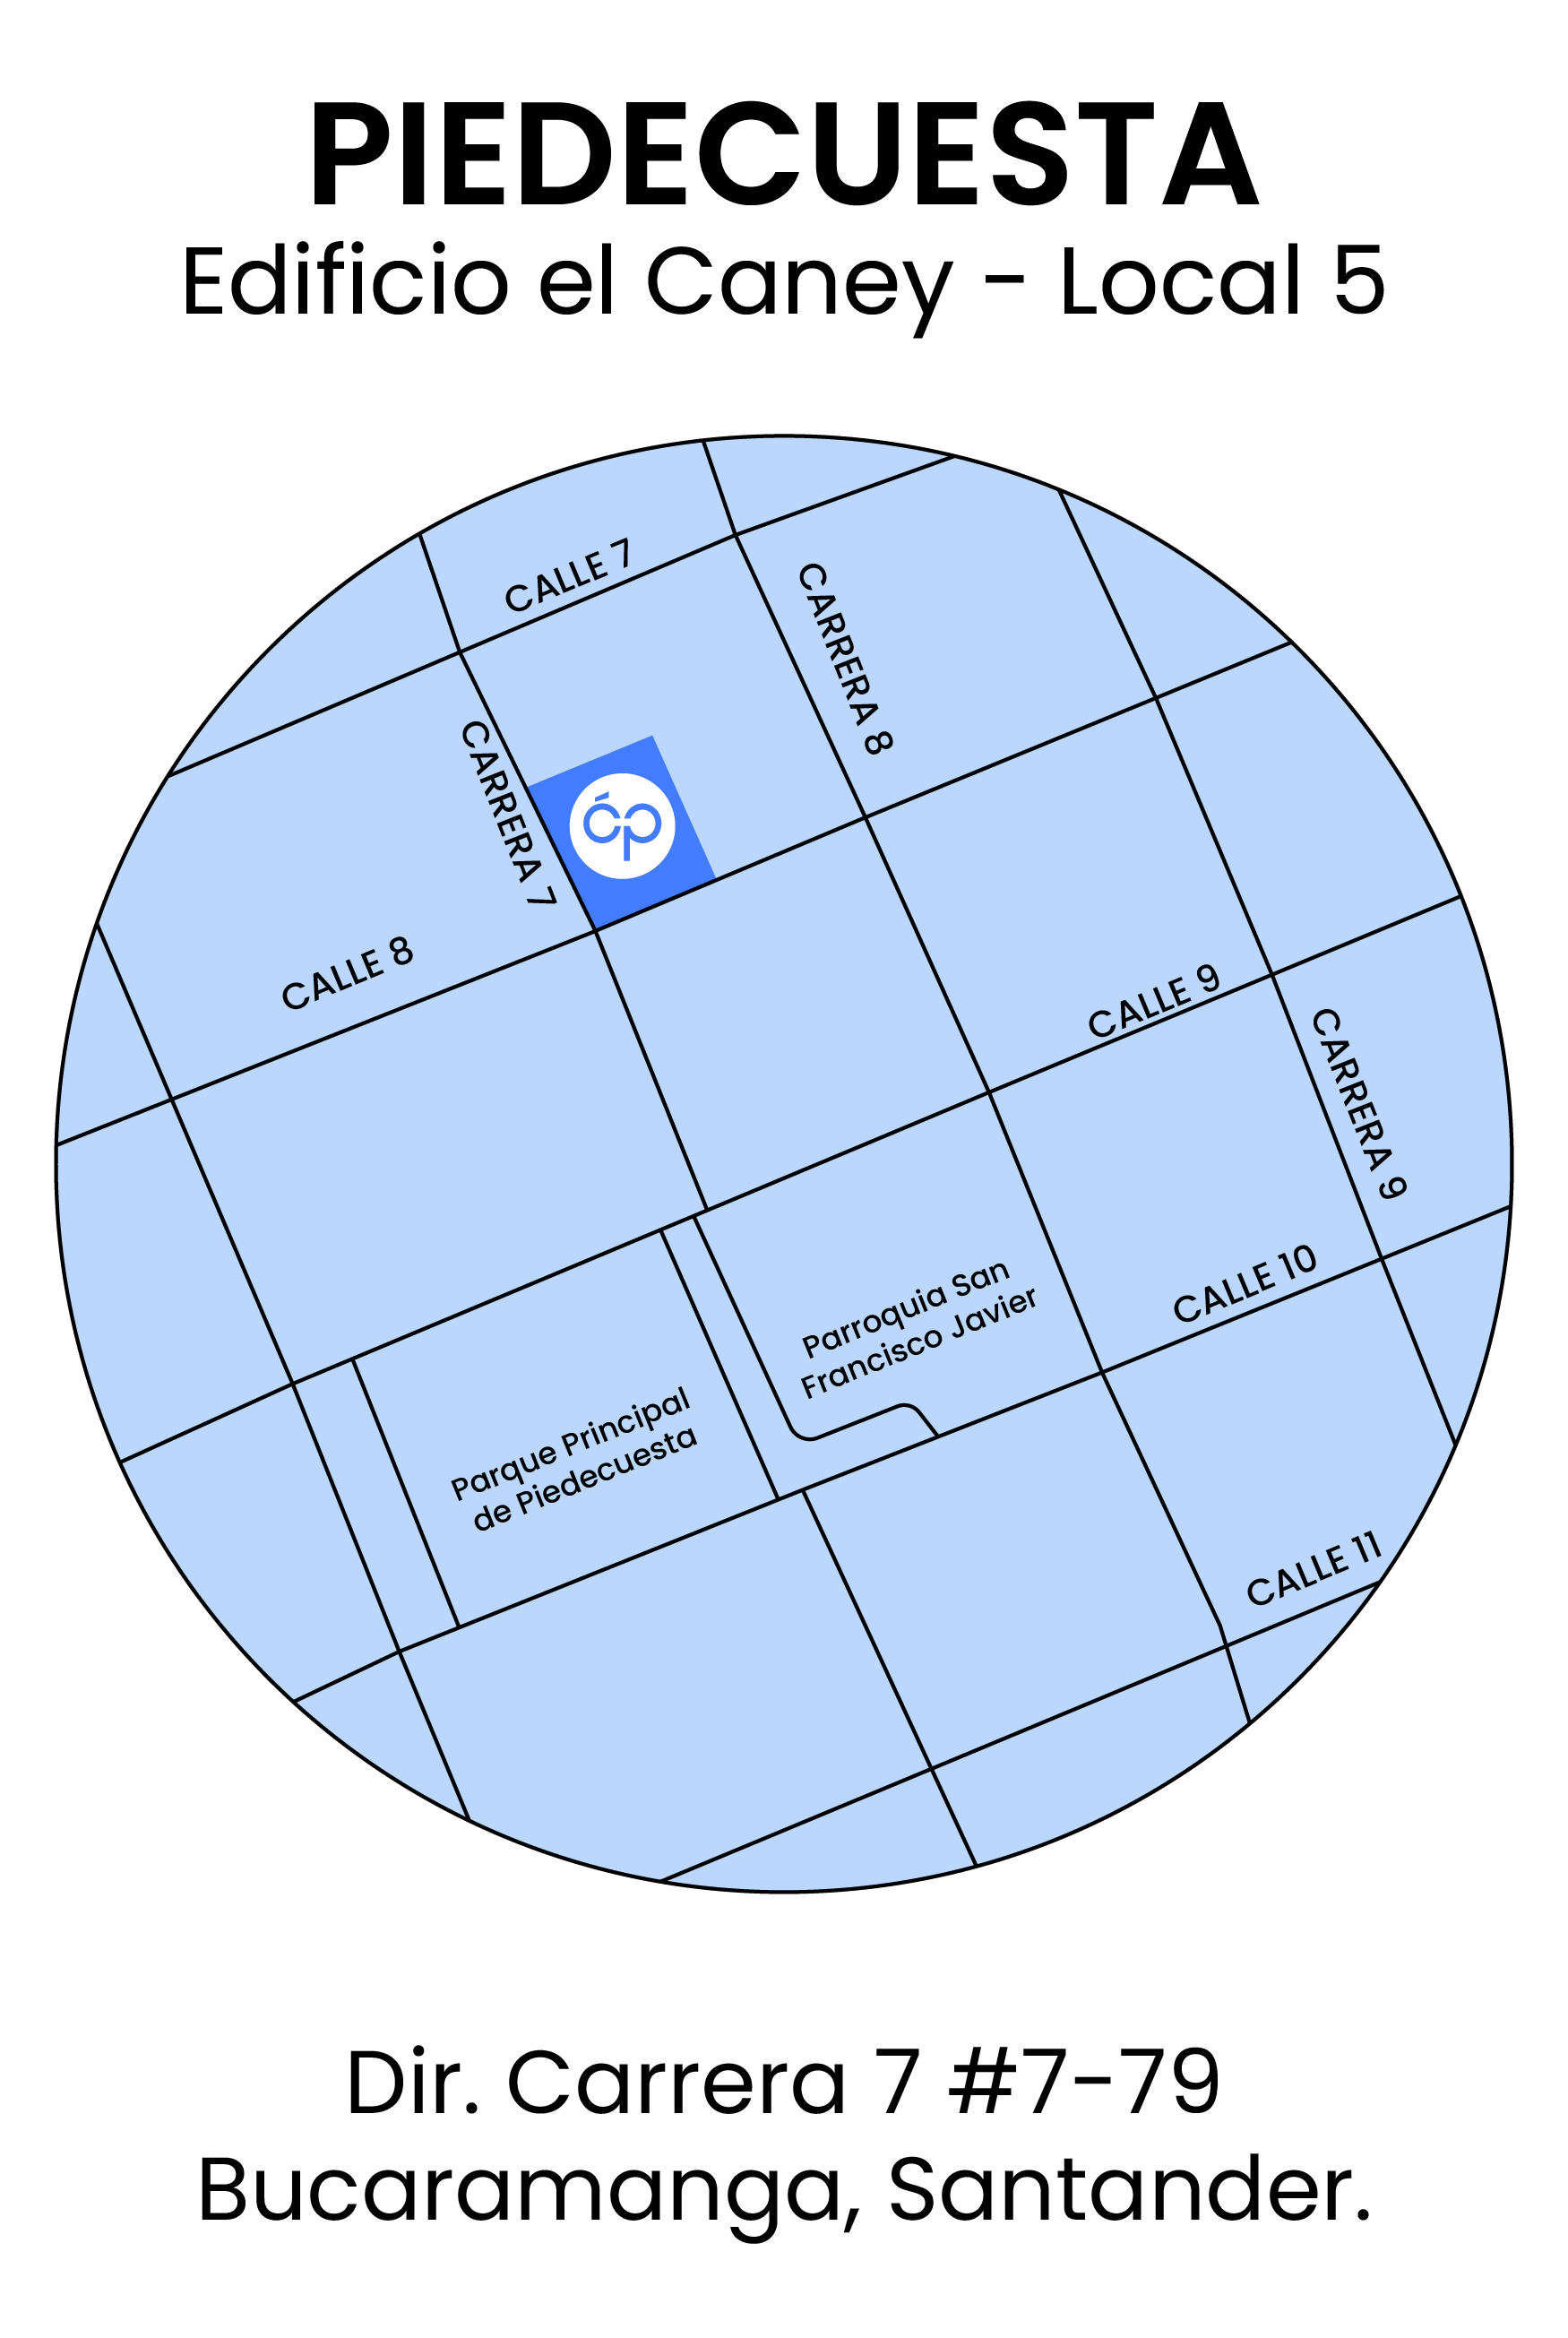 PIEDECUESTA
Edificio el Caney - Local 5
CALLE 7
CARRERA 8
CARRERA 7
óp
CALLE 8
CALLE 9
CARRERA 9
Parroquia San
Francisco Javier
CALLE 10
Parque Principal
de Piedecuesta
CALLE 11
Dir. Carrera 7 #7-79
Bucaramanga, Santander.